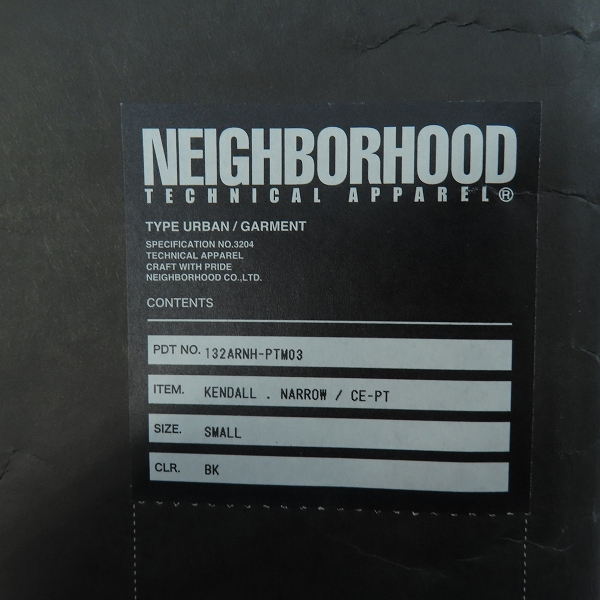 NEIGHBORHOOD
TECHNICAL APPAREL®
TYPE URBAN / GARMENT
SPECIFICATION NO.3204
TECHNICAL APPAREL
CRAFT WITH PRIDE
NEIGHBORHOOD CO.,LTD.
CONTENTS
PDT NO. 132ARNH-PTM03
ITEM. KENDALL . NARROW / CE-PT
SIZE. SMALL
CLR. BK